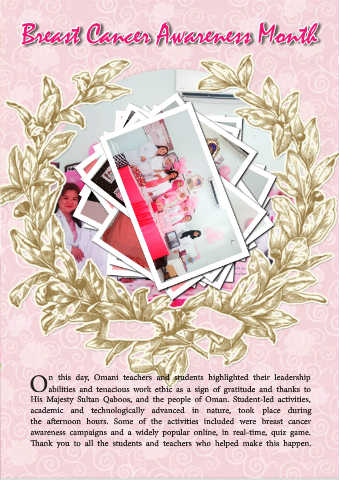 Breast Cancer Awareness Month
On this day, Omani teachers and students highlighted their leadership
abilities and tenacious work ethic as a sign of gratitude and thanks to
His Majesty Sultan Qaboos, and the people of Oman. Student-led activities,
academic and technologically advanced in nature, took place during
the afternoon hours. Some of the activities included were breast cancer
awareness campaigns and a widely popular online, in real-time, quiz game.
Thank you to all the students and teachers who helped make this happen.